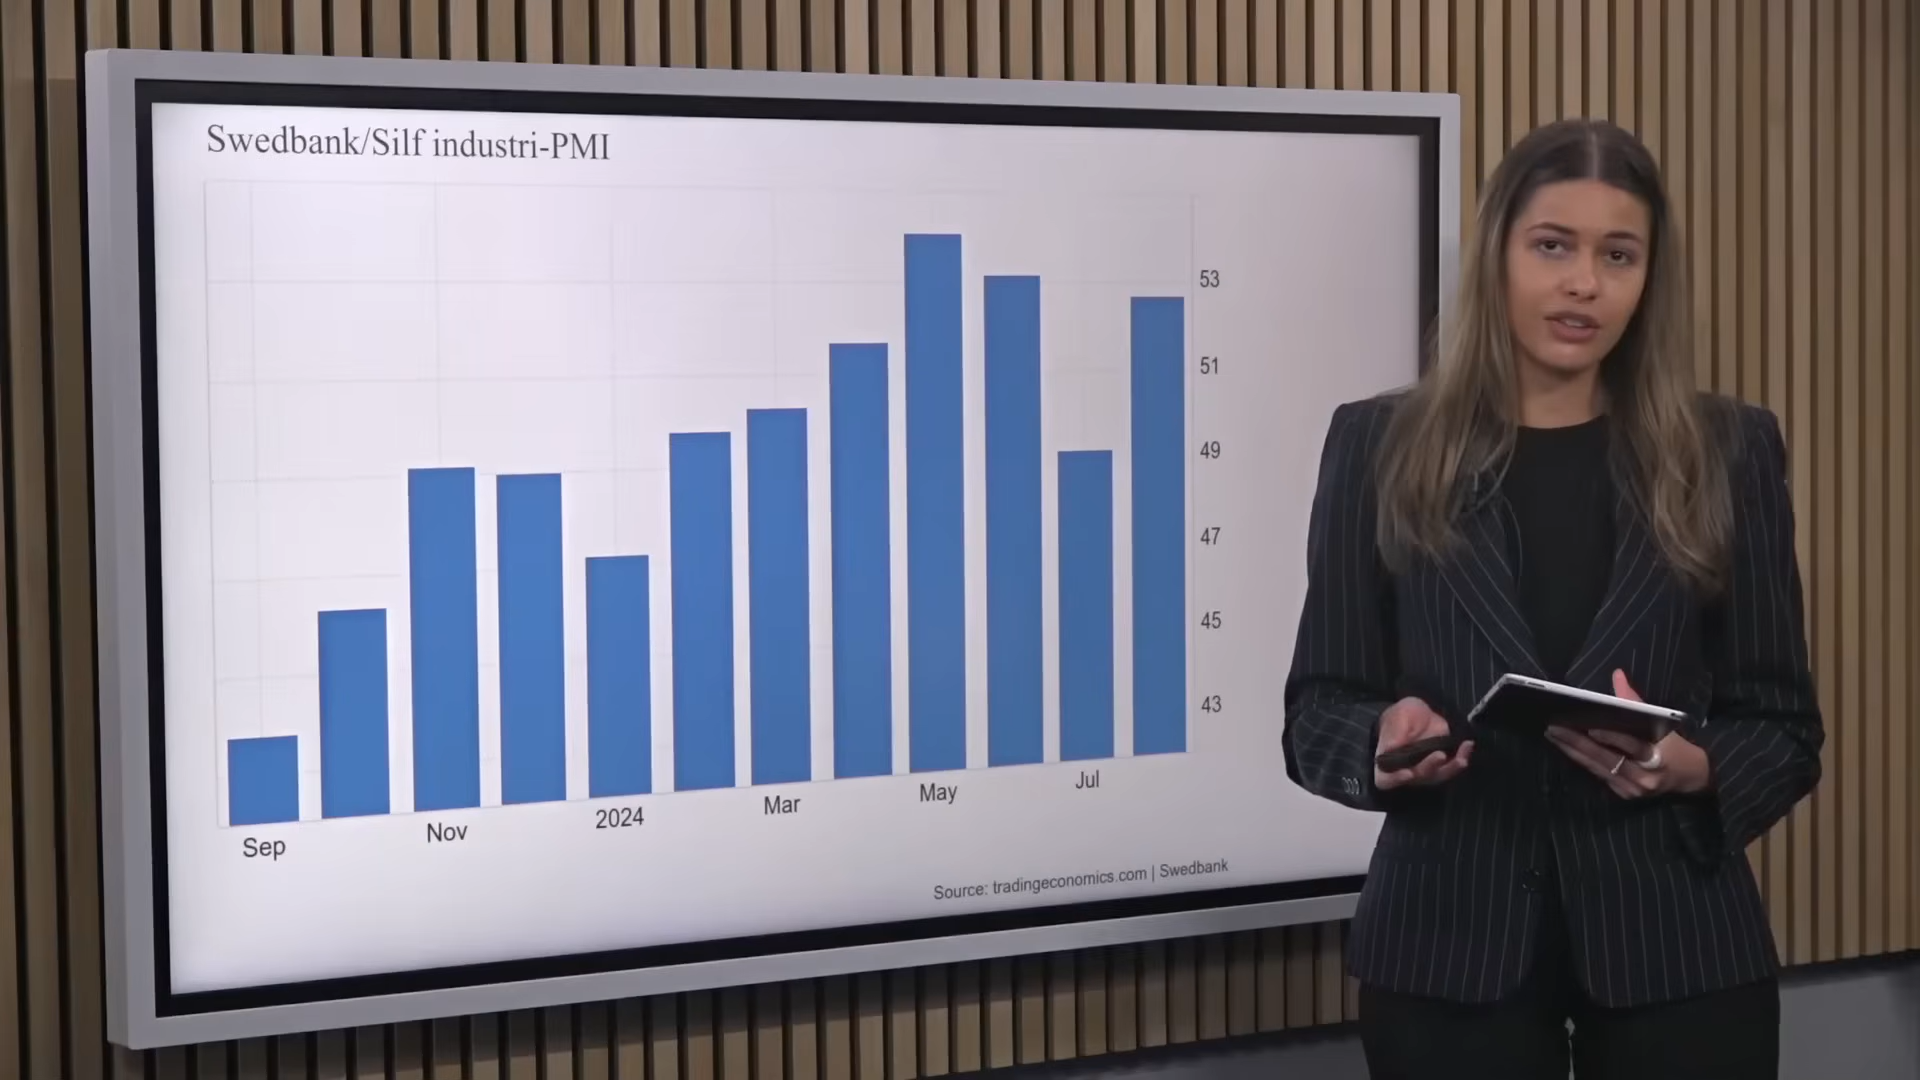 Swedbank/Silf industri-PMI
53
51
49
47
45
43
Sep
Nov
2024
Mar
May
Jul
Source: tradingeconomics.com | Swedbank